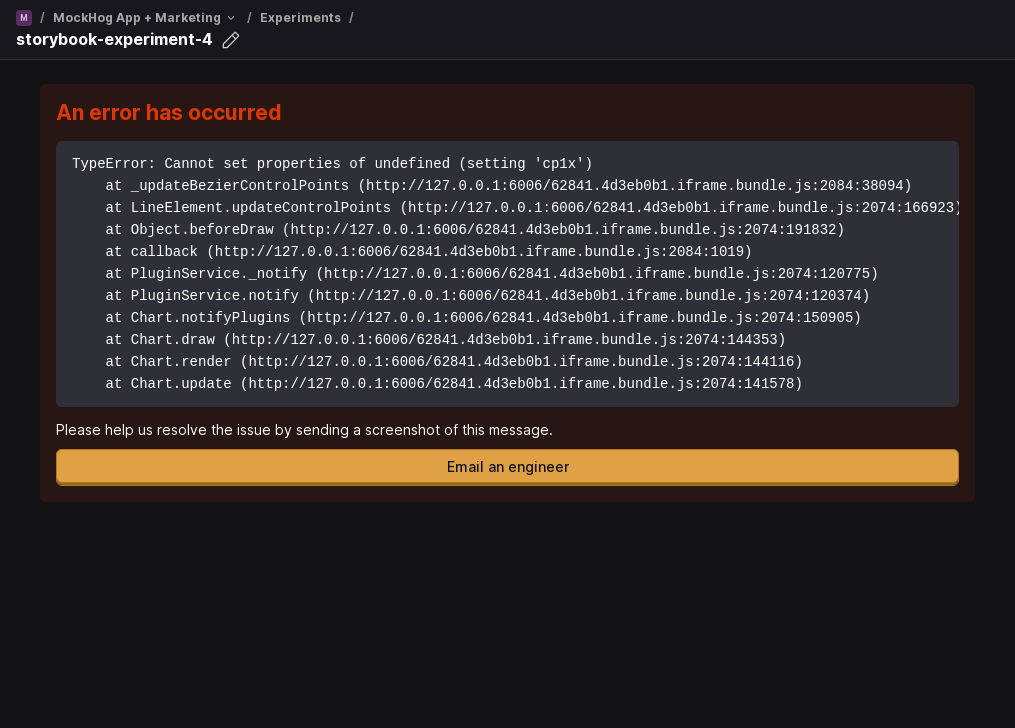 M / MockHog App + Marketing / Experiments /
storybook-experiment-4
An error has occurred
TypeError: Cannot set properties of undefined (setting 'cp1x')
    at _updateBezierControlPoints (http://127.0.0.1:6006/62841.4d3eb0b1.iframe.bundle.js:2084:38094)
    at LineElement.updateControlPoints (http://127.0.0.1:6006/62841.4d3eb0b1.iframe.bundle.js:2074:166923)
    at Object.beforeDraw (http://127.0.0.1:6006/62841.4d3eb0b1.iframe.bundle.js:2074:191832)
    at callback (http://127.0.0.1:6006/62841.4d3eb0b1.iframe.bundle.js:2084:1019)
    at PluginService._notify (http://127.0.0.1:6006/62841.4d3eb0b1.iframe.bundle.js:2074:120775)
    at PluginService.notify (http://127.0.0.1:6006/62841.4d3eb0b1.iframe.bundle.js:2074:120374)
    at Chart.notifyPlugins (http://127.0.0.1:6006/62841.4d3eb0b1.iframe.bundle.js:2074:150905)
    at Chart.draw (http://127.0.0.1:6006/62841.4d3eb0b1.iframe.bundle.js:2074:144353)
    at Chart.render (http://127.0.0.1:6006/62841.4d3eb0b1.iframe.bundle.js:2074:144116)
    at Chart.update (http://127.0.0.1:6006/62841.4d3eb0b1.iframe.bundle.js:2074:141578)
Please help us resolve the issue by sending a screenshot of this message.
Email an engineer